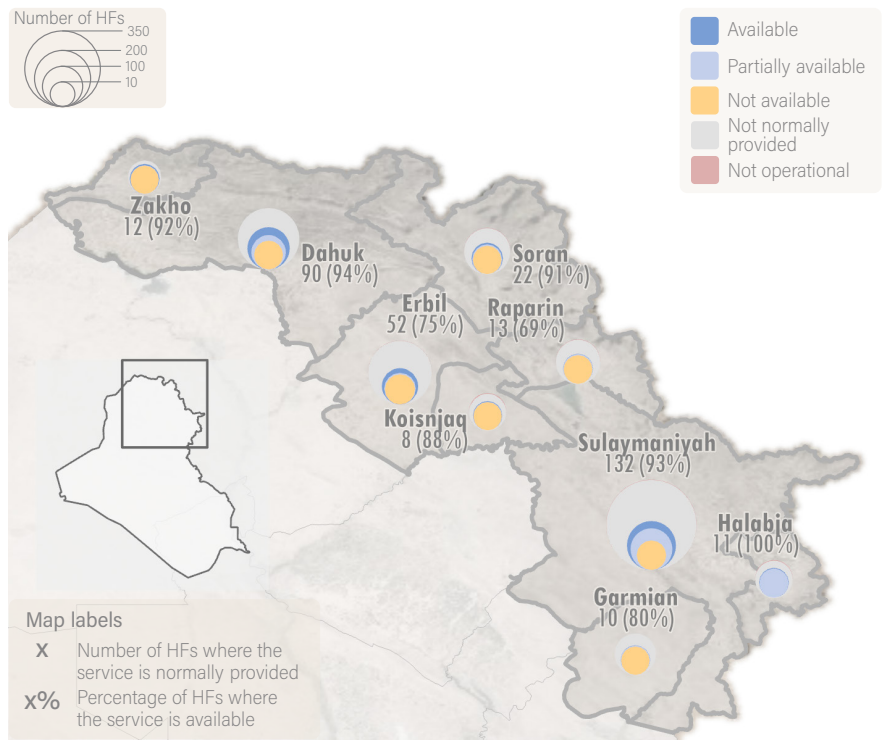 Number of HFs
350
200
100
10
Available
Partially available
Not available
Not normally
provided
Not operational
Zakho
12 (92%)
Dahuk
90 (94%)
Soran
22 (91%)
Erbil
52 (75%)
Raparin
13 (69%)
Koisnjaq
8 (88%)
Sulaymaniyah
132 (93%)
Halabja
11 (100%)
Garmian
10 (80%)
Map labels
X Number of HFs where the
service is normally provided
X% Percentage of HFs where
the service is available